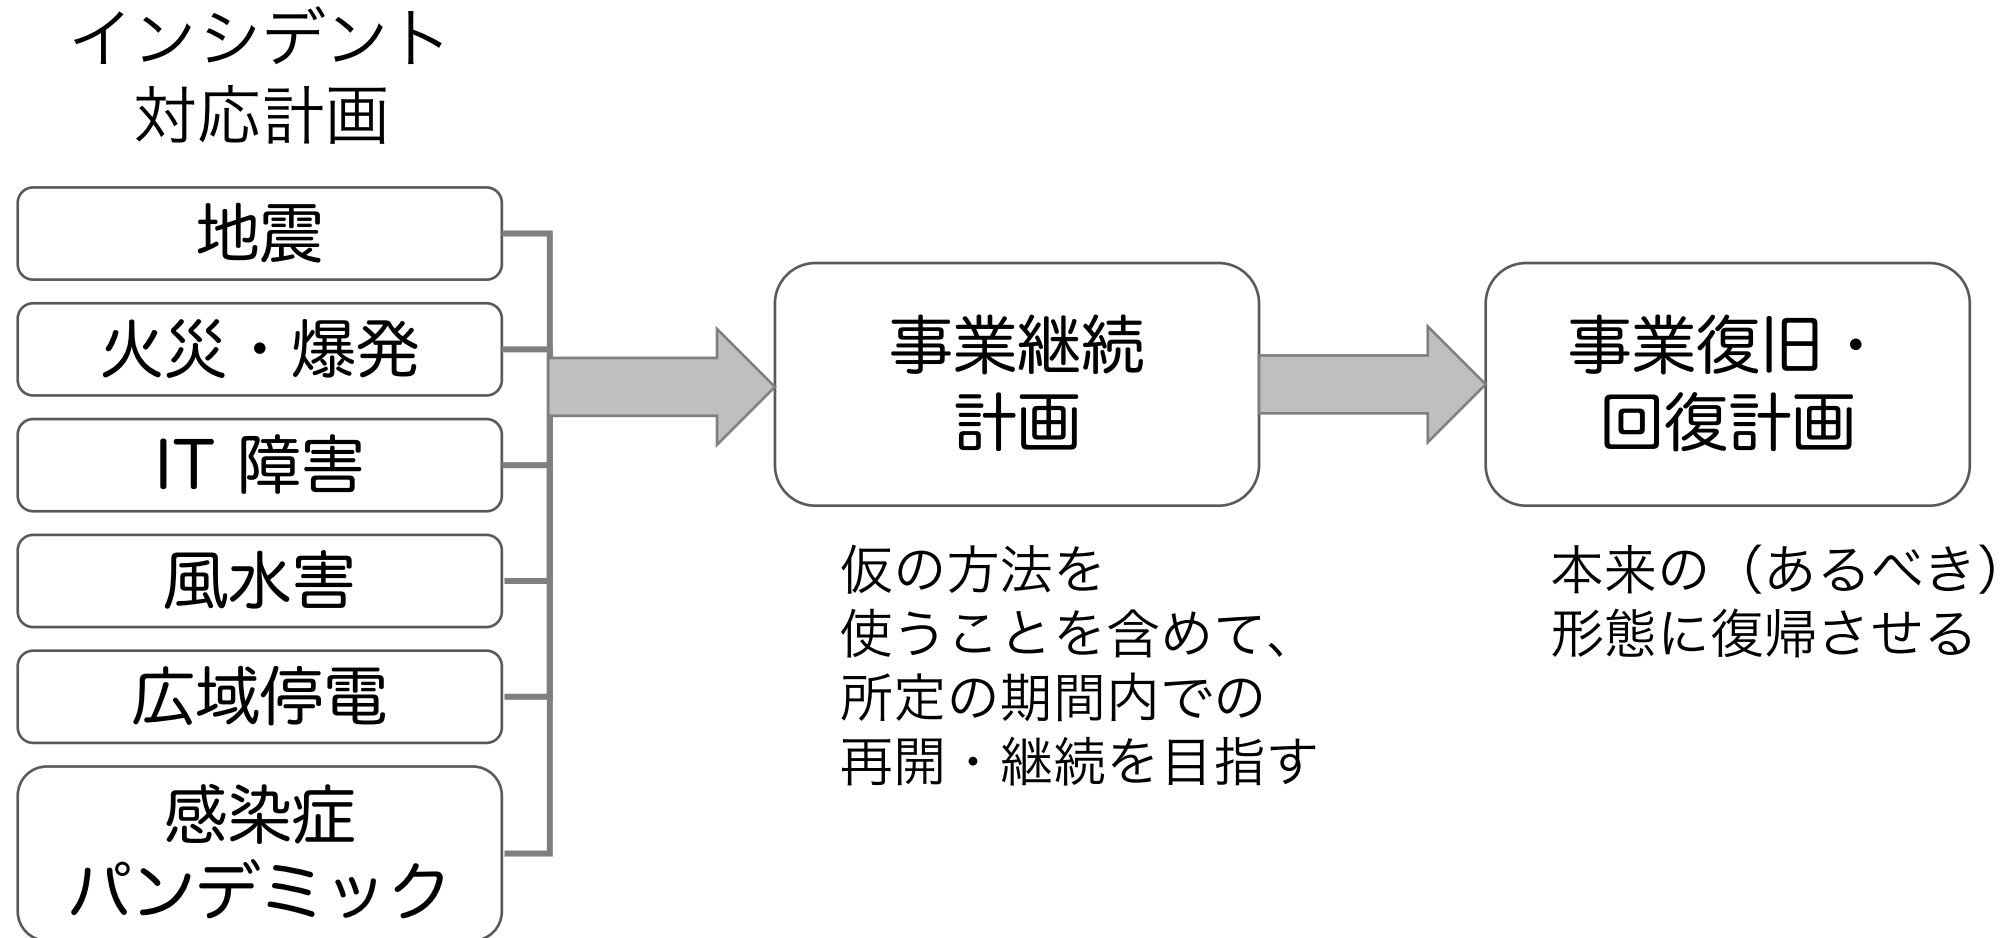 インシデント
対応計画
地震
火災・爆発
IT 障害
風水害
広域停電
感染症
パンデミック
事業継続
計画
仮の方法を
使うことを含めて、
所定の期間内での
再開・継続を目指す
事業復旧・
回復計画
本来の（あるべき）
形態に復帰させる